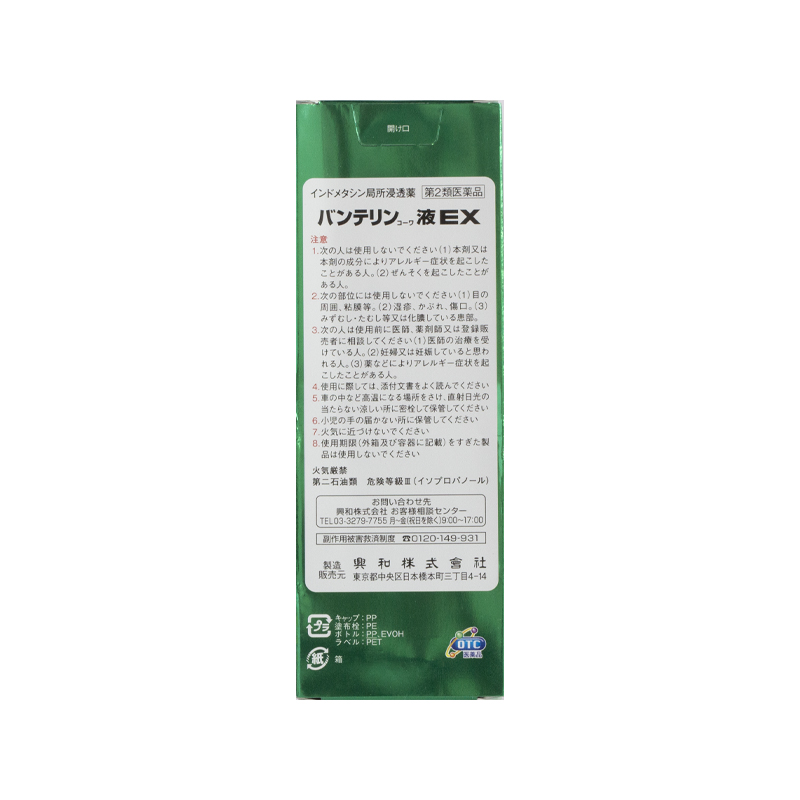 開け口
インドメタシン局所浸透薬 第2類医薬品
バンテリンコーワ液EX
注意
1.次の人は使用しないでください(1)本剤又は
本剤の成分によりアレルギー症状を起こした
ことがある人。(2)ぜんそくを起こしたことが
ある人。
2.次の部位には使用しないでください(1)目の
周囲、粘膜等。(2)湿疹、かぶれ、傷口。(3)
みずむし・たむし等又は化膿している患部。
3.次の人は使用前に医師、薬剤師又は登録販
売者に相談してください(1)医師の治療を受
けている人。(2)妊婦又は妊娠していると思わ
れる人。(3)薬などによりアレルギー症状を起
こしたことがある人。
4.使用に際しては、添付文書をよく読んでください
5.車の中など高温になる場所をさけ、直射日光の
当たらない涼しい所に密栓して保管してください
6.小児の手の届かない所に保管してください
7.火気に近づけないでください
8.使用期限(外箱及び容器に記載)をすぎた製
品は使用しないでください
火気厳禁
第二石油類 危険等級Ⅲ(イソプロパノール)
お問い合わせ先
興和株式会社 お客様相談センター
TEL03-3279-7755 月~金(祝日を除く)9:00~17:00
副作用被害救済制度 ☎0120-149-931
製造販売元 興和株式會社
東京都中央区日本橋本町三丁目4-14
プラ キャップ:PP
塗布栓:PE
ボトル:PP, EVOH
ラベル:PET
紙 箱
OTC
医薬品